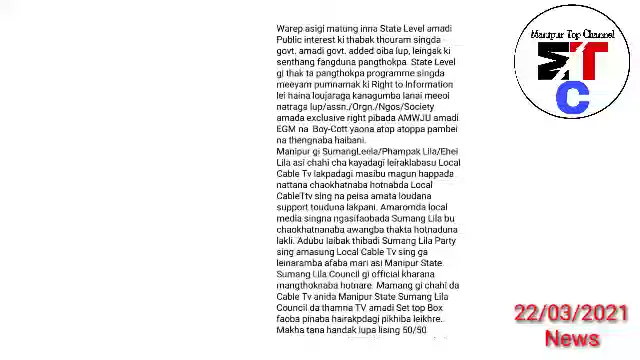 Warep asigi matung inna State Level amadi
Public interest ki thabak thouram singda
govt. amadi govt. added oiba lup, leingak ki
senthang fangduna pangthokpa. State Level
gi thak ta pangthokpa programme singda
meeyam pumnamak ki Right to Information
lei haina loujaraga kanagumba lanai meeoi
natraga lup/assn./Orgn./Ngos/Society
amada exclusive right pibada AMWJU amadi
EGM na Boy-Cott yaona atop atoppa pambei
na thengnaba haibani.
Manipur gi SumangLeela/Phampak Lila/Ehei
Lila asi chahi cha kayadagi leiraklabasu Local
Cable Tv lakpadagi masibu magun happada
nattana chaokhatnaba hotnabda Local
CableTtv sing na peisa amata loudana
support touduna lakpani. Amaromda local
media singna ngasifaobada Sumang Lila bu
chaokhatnanaba awangba thakta hotnaduna
lakli. Adubu laibak thibadi Sumang Lila Party
sing amasung Local Cable Tv sing ga
leinaramba afaba mari asi Manipur State
Sumang Lila Council gi official kharana
mangthoknaba hotnare. Mamang gi chahi da
Cable Tv anida Manipur State Sumang Lila
Council da thamna TV amadi Set top Box
faoba pinaba hairakpdagi pikhiba leikhre.
Makha tana handak lupa lising 50/50
Manipur Top Channel
MTC
22/03/2021
News